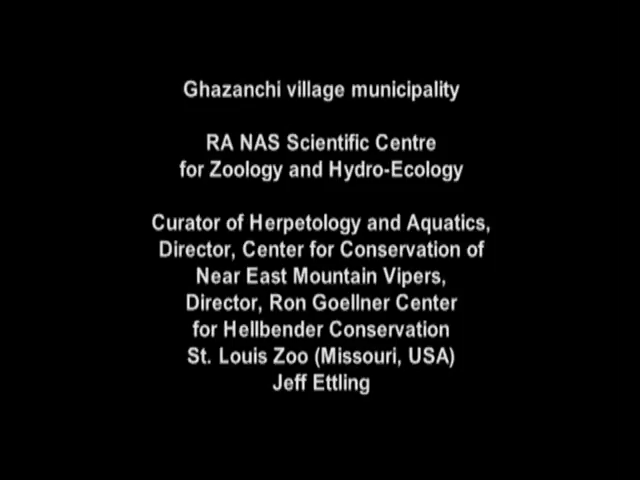 Ghazanchi village municipality
RA NAS Scientific Centre
for Zoology and Hydro-Ecology
Curator of Herpetology and Aquatics,
Director, Center for Conservation of
Near East Mountain Vipers,
Director, Ron Goellner Center
for Hellbender Conservation
St. Louis Zoo (Missouri, USA)
Jeff Ettling